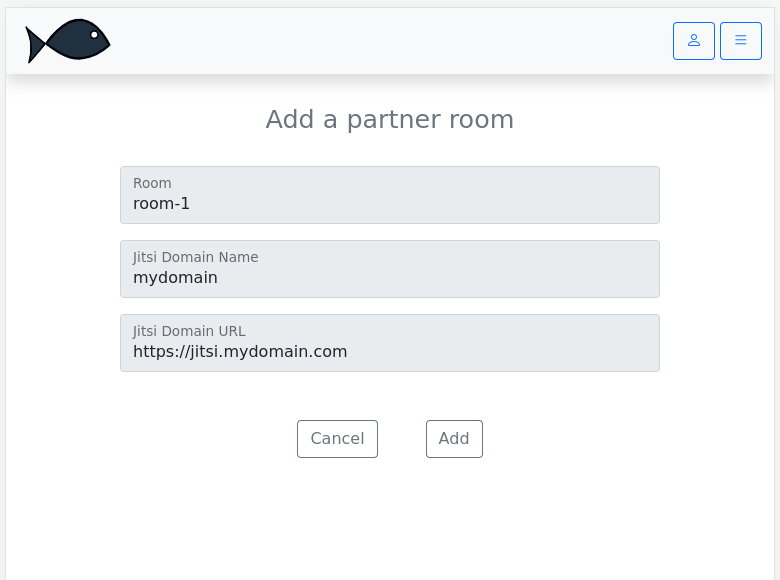 Add a partner room
Room
room-1
Jitsi Domain Name
mydomain
Jitsi Domain URL
https://jitsi.mydomain.com
Cancel Add